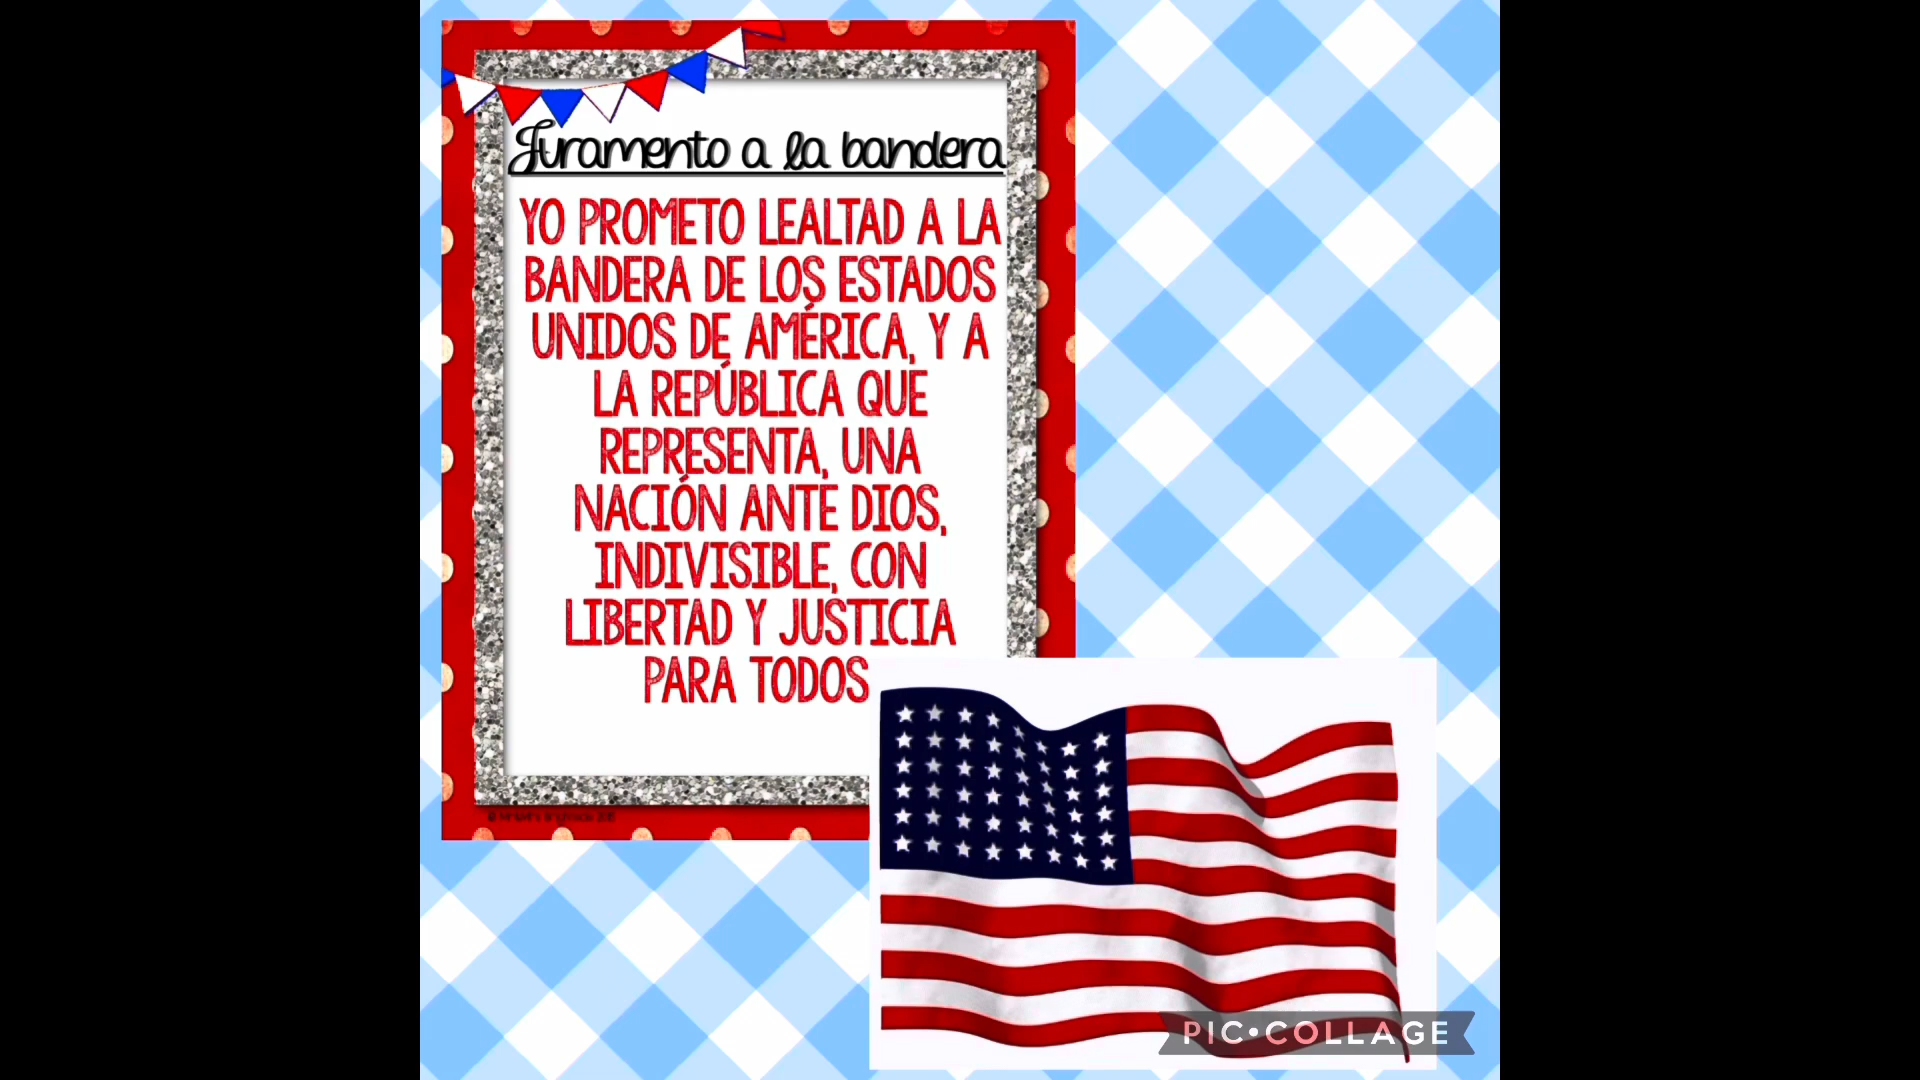 Juramento a la bandera
YO PROMETO LEALTAD A LA
BANDERA DE LOS ESTADOS
UNIDOS DE AMÉRICA, Y A
LA REPÚBLICA QUE
REPRESENTA, UNA
NACIÓN ANTE DIOS,
INDIVISIBLE, CON
LIBERTAD Y JUSTICIA
PARA TODOS
PIC•COLLAGE